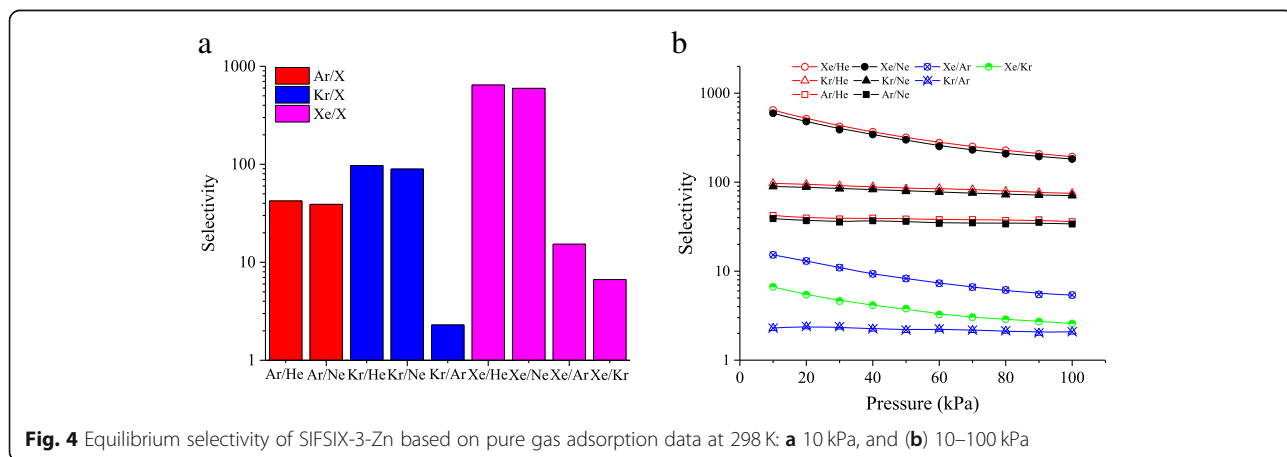 a
Ar/X
Kr/X
Xe/X
Selectivity
1000
100
10
1
Ar/He Ar/Ne Kr/He Kr/Ne Kr/Ar Xe/He Xe/Ne Xe/Ar Xe/Kr
b
Xe/He Xe/Ne Xe/Ar Xe/Kr
Kr/He Kr/Ne Kr/Ar
Ar/He Ar/Ne
Selectivity
1000
100
10
1
0 20 40 60 80 100
Pressure (kPa)
Fig. 4 Equilibrium selectivity of SIFSIX-3-Zn based on pure gas adsorption data at 298 K: a 10 kPa, and (b) 10–100 kPa